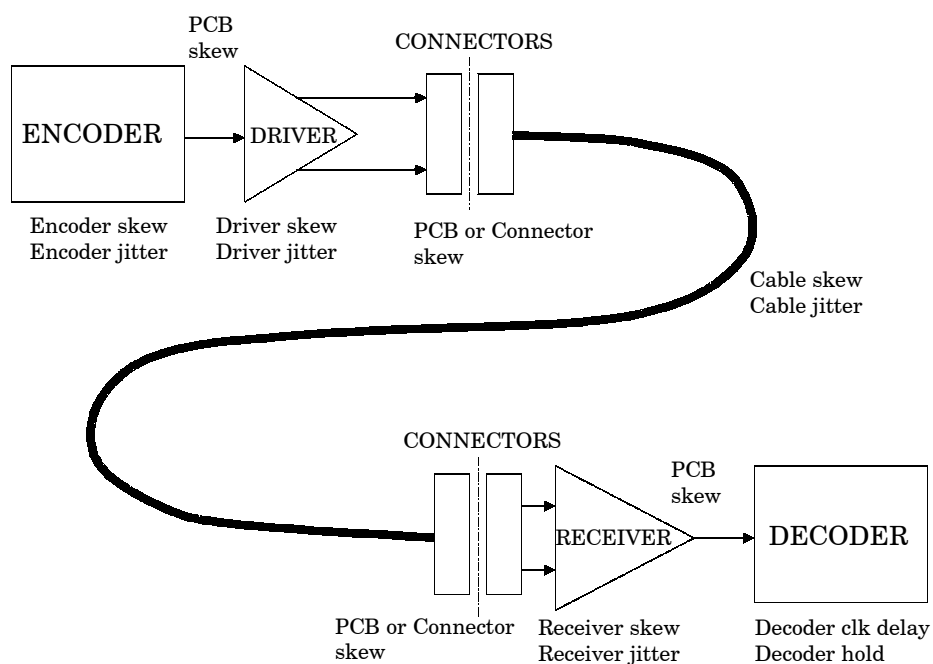 PCB
skew
CONNECTORS
ENCODER
DRIVER
Encoder skew
Encoder jitter
Driver skew
Driver jitter
PCB or Connector
skew
Cable skew
Cable jitter
CONNECTORS
PCB
skew
RECEIVER
DECODER
PCB or Connector
skew
Receiver skew
Receiver jitter
Decoder clk delay
Decoder hold